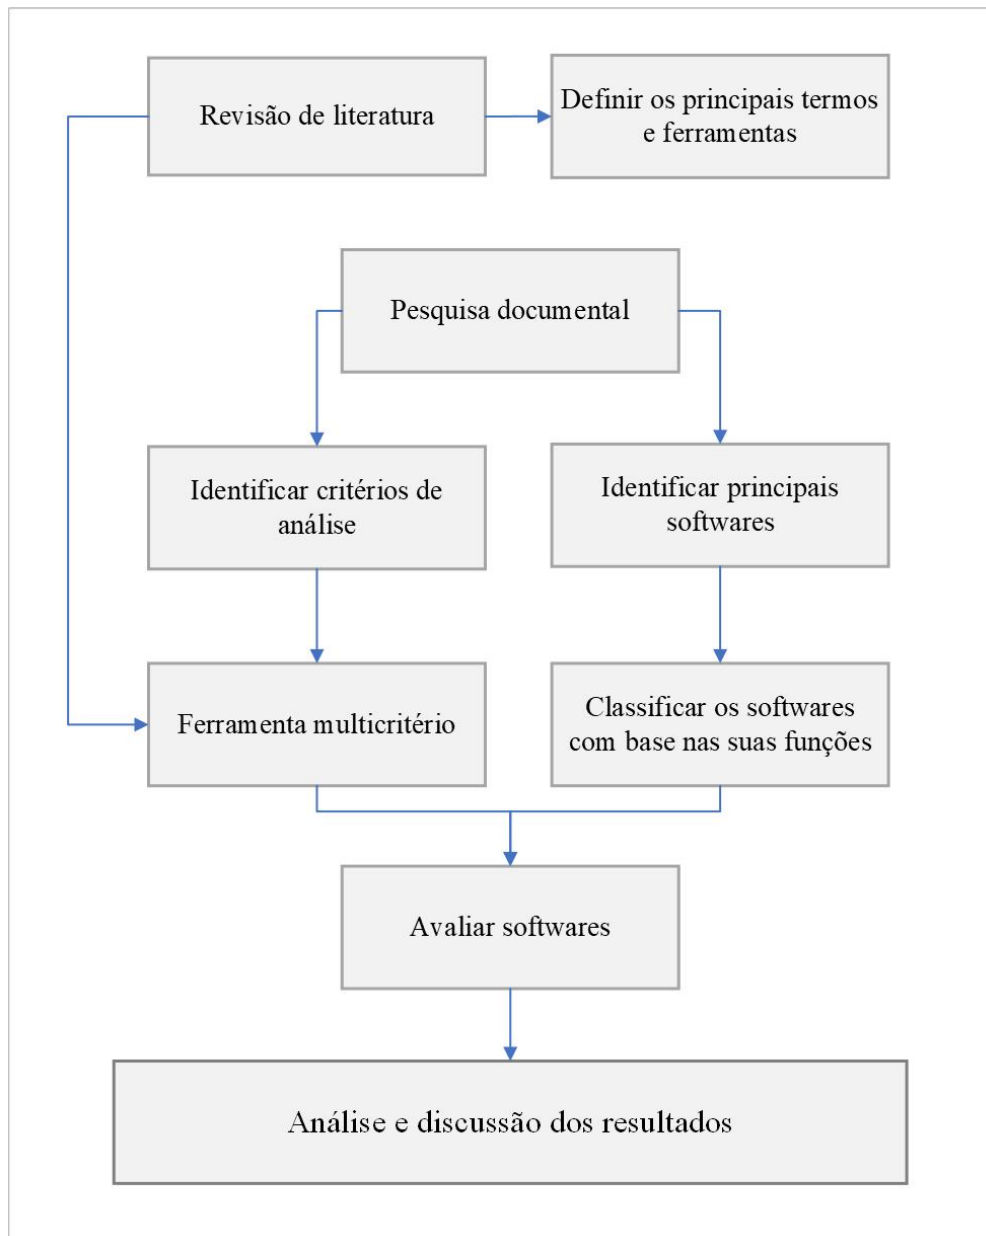 Revisão de literatura
Definir os principais termos
e ferramentas
Pesquisa documental
Identificar critérios de
análise
Identificar principais
softwares
Ferramenta multicritério
Classificar os softwares
com base nas suas funções
Avaliar softwares
Análise e discussão dos resultados